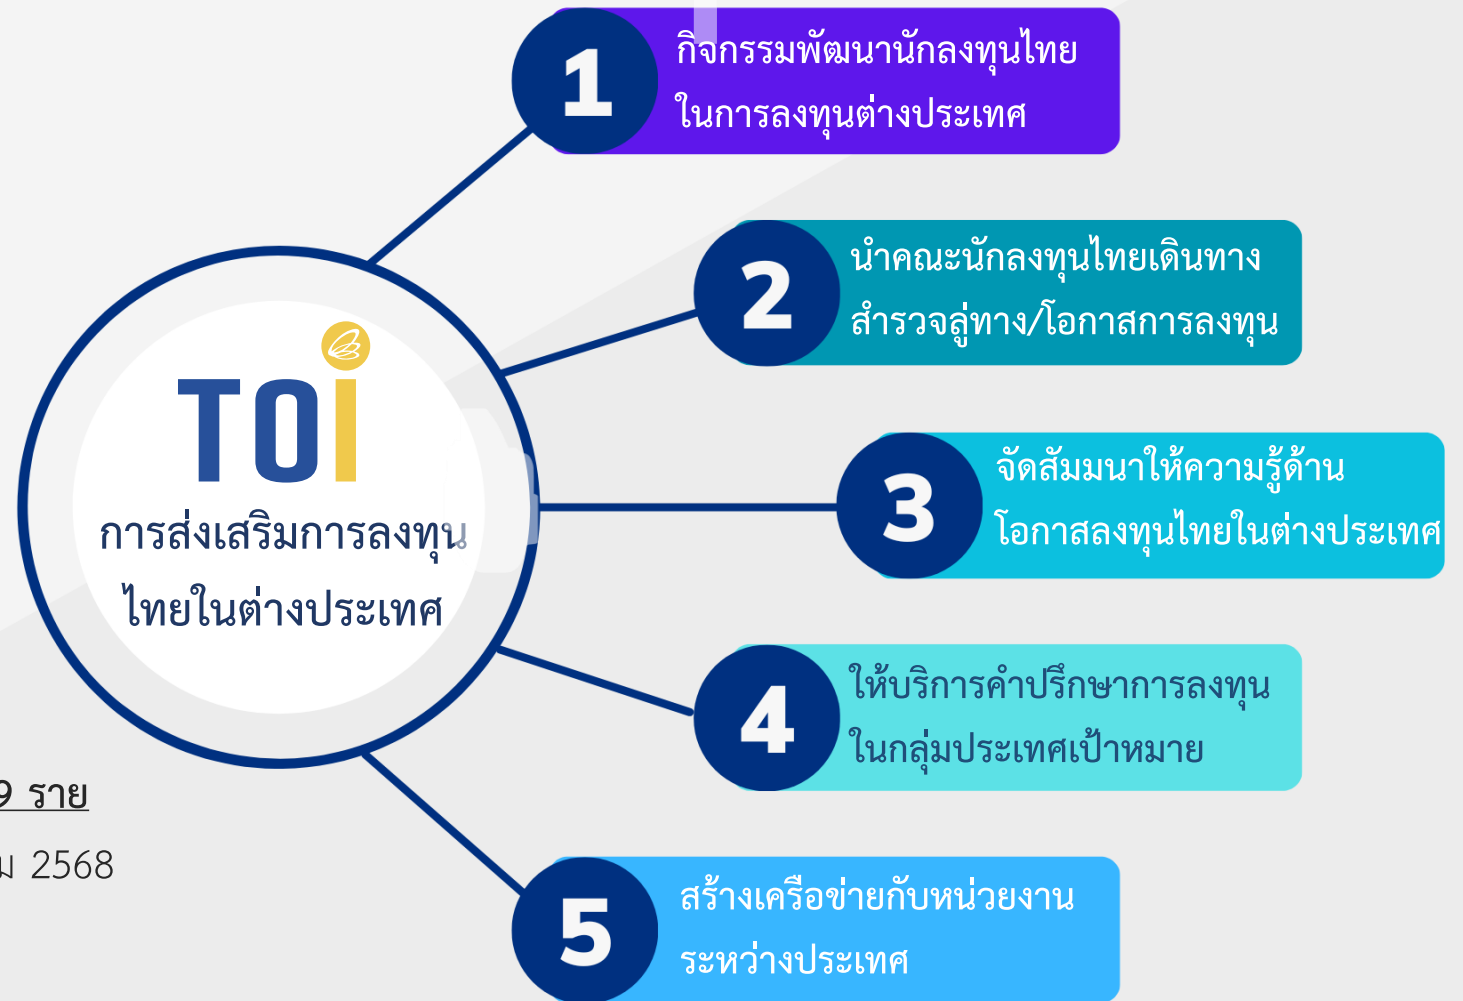 1
กิจกรรมพัฒนานักลงทุนไทย
ในการลงทุนต่างประเทศ
2
นำคณะนักลงทุนไทยเดินทาง
สำรวจลู่ทาง/โอกาสการลงทุน
TOi
การส่งเสริมการลงทุน
ไทยในต่างประเทศ
3
จัดสัมมนาให้ความรู้ด้าน
โอกาสลงทุนไทยในต่างประเทศ
4
ให้บริการคำปรึกษาการลงทุน
ในกลุ่มประเทศเป้าหมาย
9 ราย
2568
5
สร้างเครือข่ายกับหน่วยงาน
ระหว่างประเทศ